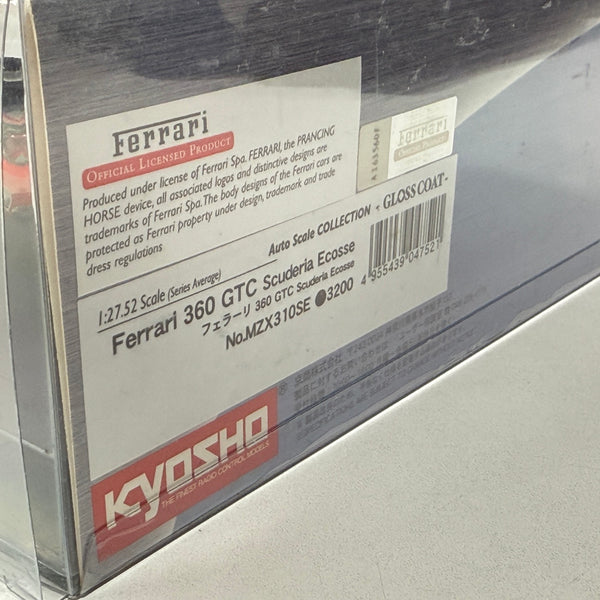 Ferrari
OFFICIAL LICENSED PRODUCT
Produced under license of Ferrari Spa. FERRARI, the PRANCING
HORSE device, all associated logos and distinctive designs are
trademarks of Ferrari Spa. The body designs of the Ferrari cars are
protected as Ferrari property under design, trademark and trade
dress regulations
Ferrari
Official Product
Auto Scale COLLECTION - GLOSS COAT -
1:27.52 Scale (Series Average)
Ferrari 360 GTC Scuderia Ecosse
フェラーリ 360 GTC Scuderia Ecosse
No.MZX310SE ●3200
4 955439 047521
KYOSHO
THE FINEST RADIO CONTROL MODELS